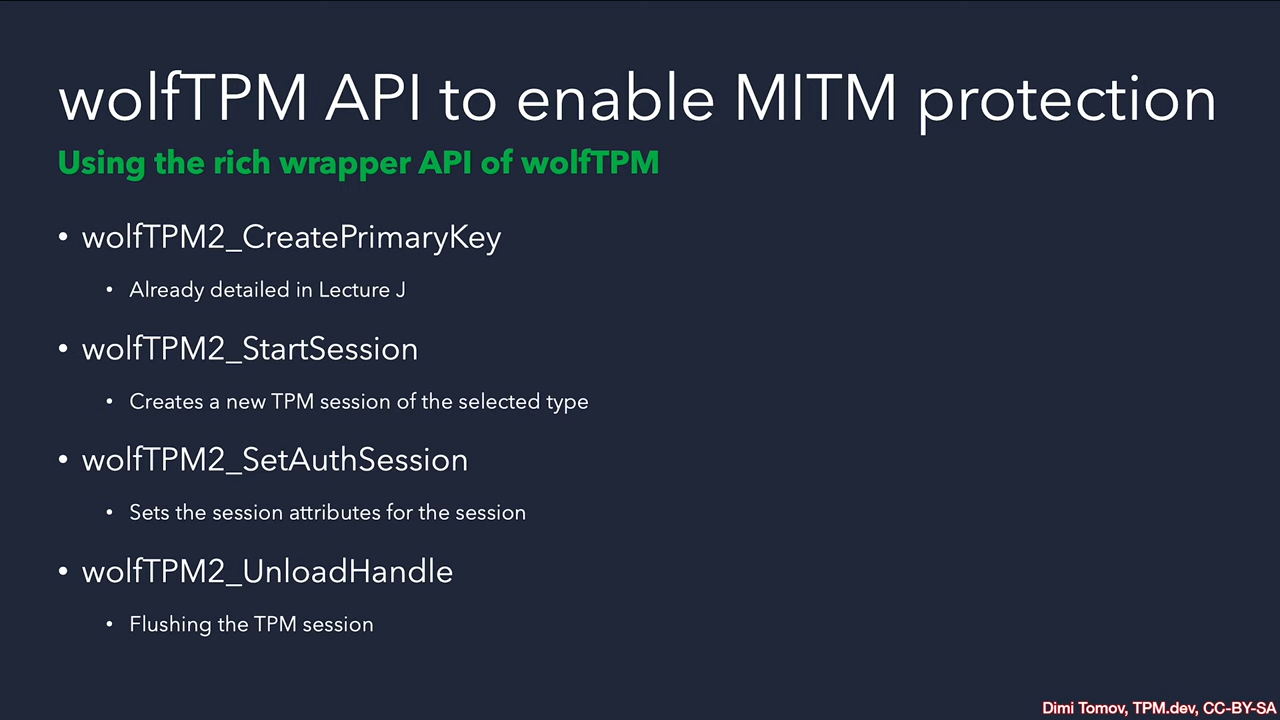 wolfTPM API to enable MITM protection
Using the rich wrapper API of wolfTPM
• wolfTPM2_CreatePrimaryKey
• Already detailed in Lecture J
• wolfTPM2_StartSession
• Creates a new TPM session of the selected type
• wolfTPM2_SetAuthSession
• Sets the session attributes for the session
• wolfTPM2_UnloadHandle
• Flushing the TPM session
Dimi Tomov, TPM.dev, CC-BY-SA